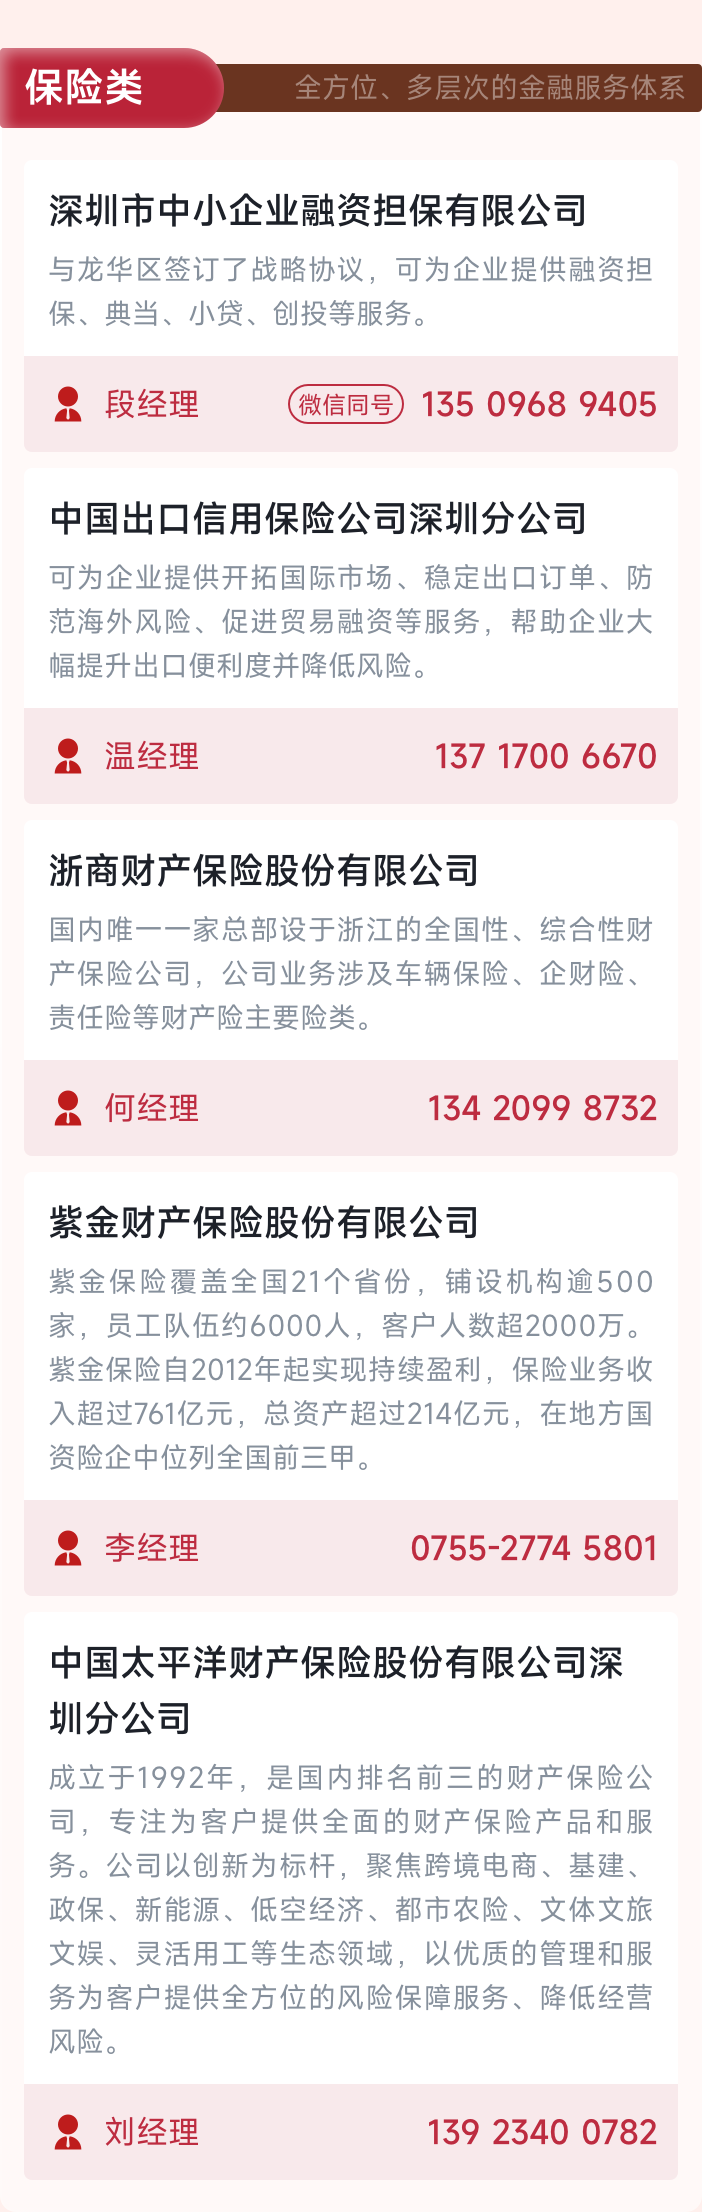 保险类
全方位、多层次的金融服务体系
深圳市中小企业融资担保有限公司
与龙华区签订了战略协议，可为企业提供融资担
保、典当、小贷、创投等服务。
段经理 微信同号 135 0968 9405
中国出口信用保险公司深圳分公司
可为企业提供开拓国际市场、稳定出口订单、防
范海外风险、促进贸易融资等服务，帮助企业大
幅提升出口便利度并降低风险。
温经理 137 1700 6670
浙商财产保险股份有限公司
国内唯一一家总部设于浙江的全国性、综合性财
产保险公司，公司业务涉及车辆保险、企财险、
责任险等财产险主要险类。
何经理 134 2099 8732
紫金财产保险股份有限公司
紫金保险覆盖全国21个省份，铺设机构逾500
家，员工队伍约6000人，客户人数超2000万。
紫金保险自2012年起实现持续盈利，保险业务收
入超过761亿元，总资产超过214亿元，在地方国
资险企中位列全国前三甲。
李经理 0755-2774 5801
中国太平洋财产保险股份有限公司深
圳分公司
成立于1992年，是国内排名前三的财产保险公
司，专注为客户提供全面的财产保险产品和服
务。公司以创新为标杆，聚焦跨境电商、基建、
政保、新能源、低空经济、都市农险、文体文旅
文娱、灵活用工等生态领域，以优质的管理和服
务为客户提供全方位的风险保障服务、降低经营
风险。
刘经理 139 2340 0782